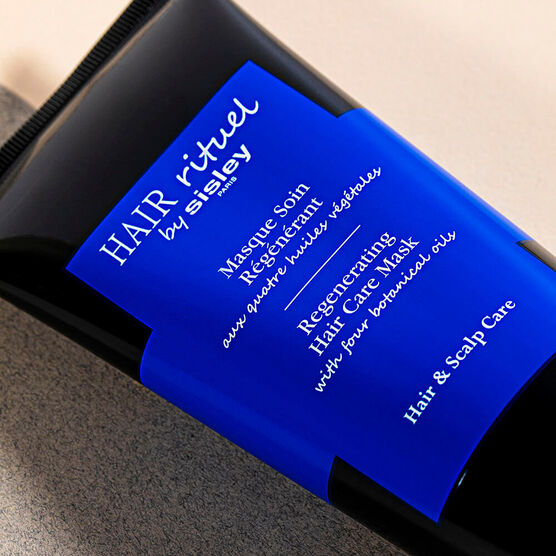 HAIR rituel
by sisley
PARIS
Masque Soin
Régénérant
aux quatre huiles végétales
Regenerating
Hair Care Mask
with four botanical oils
Hair & Scalp Care